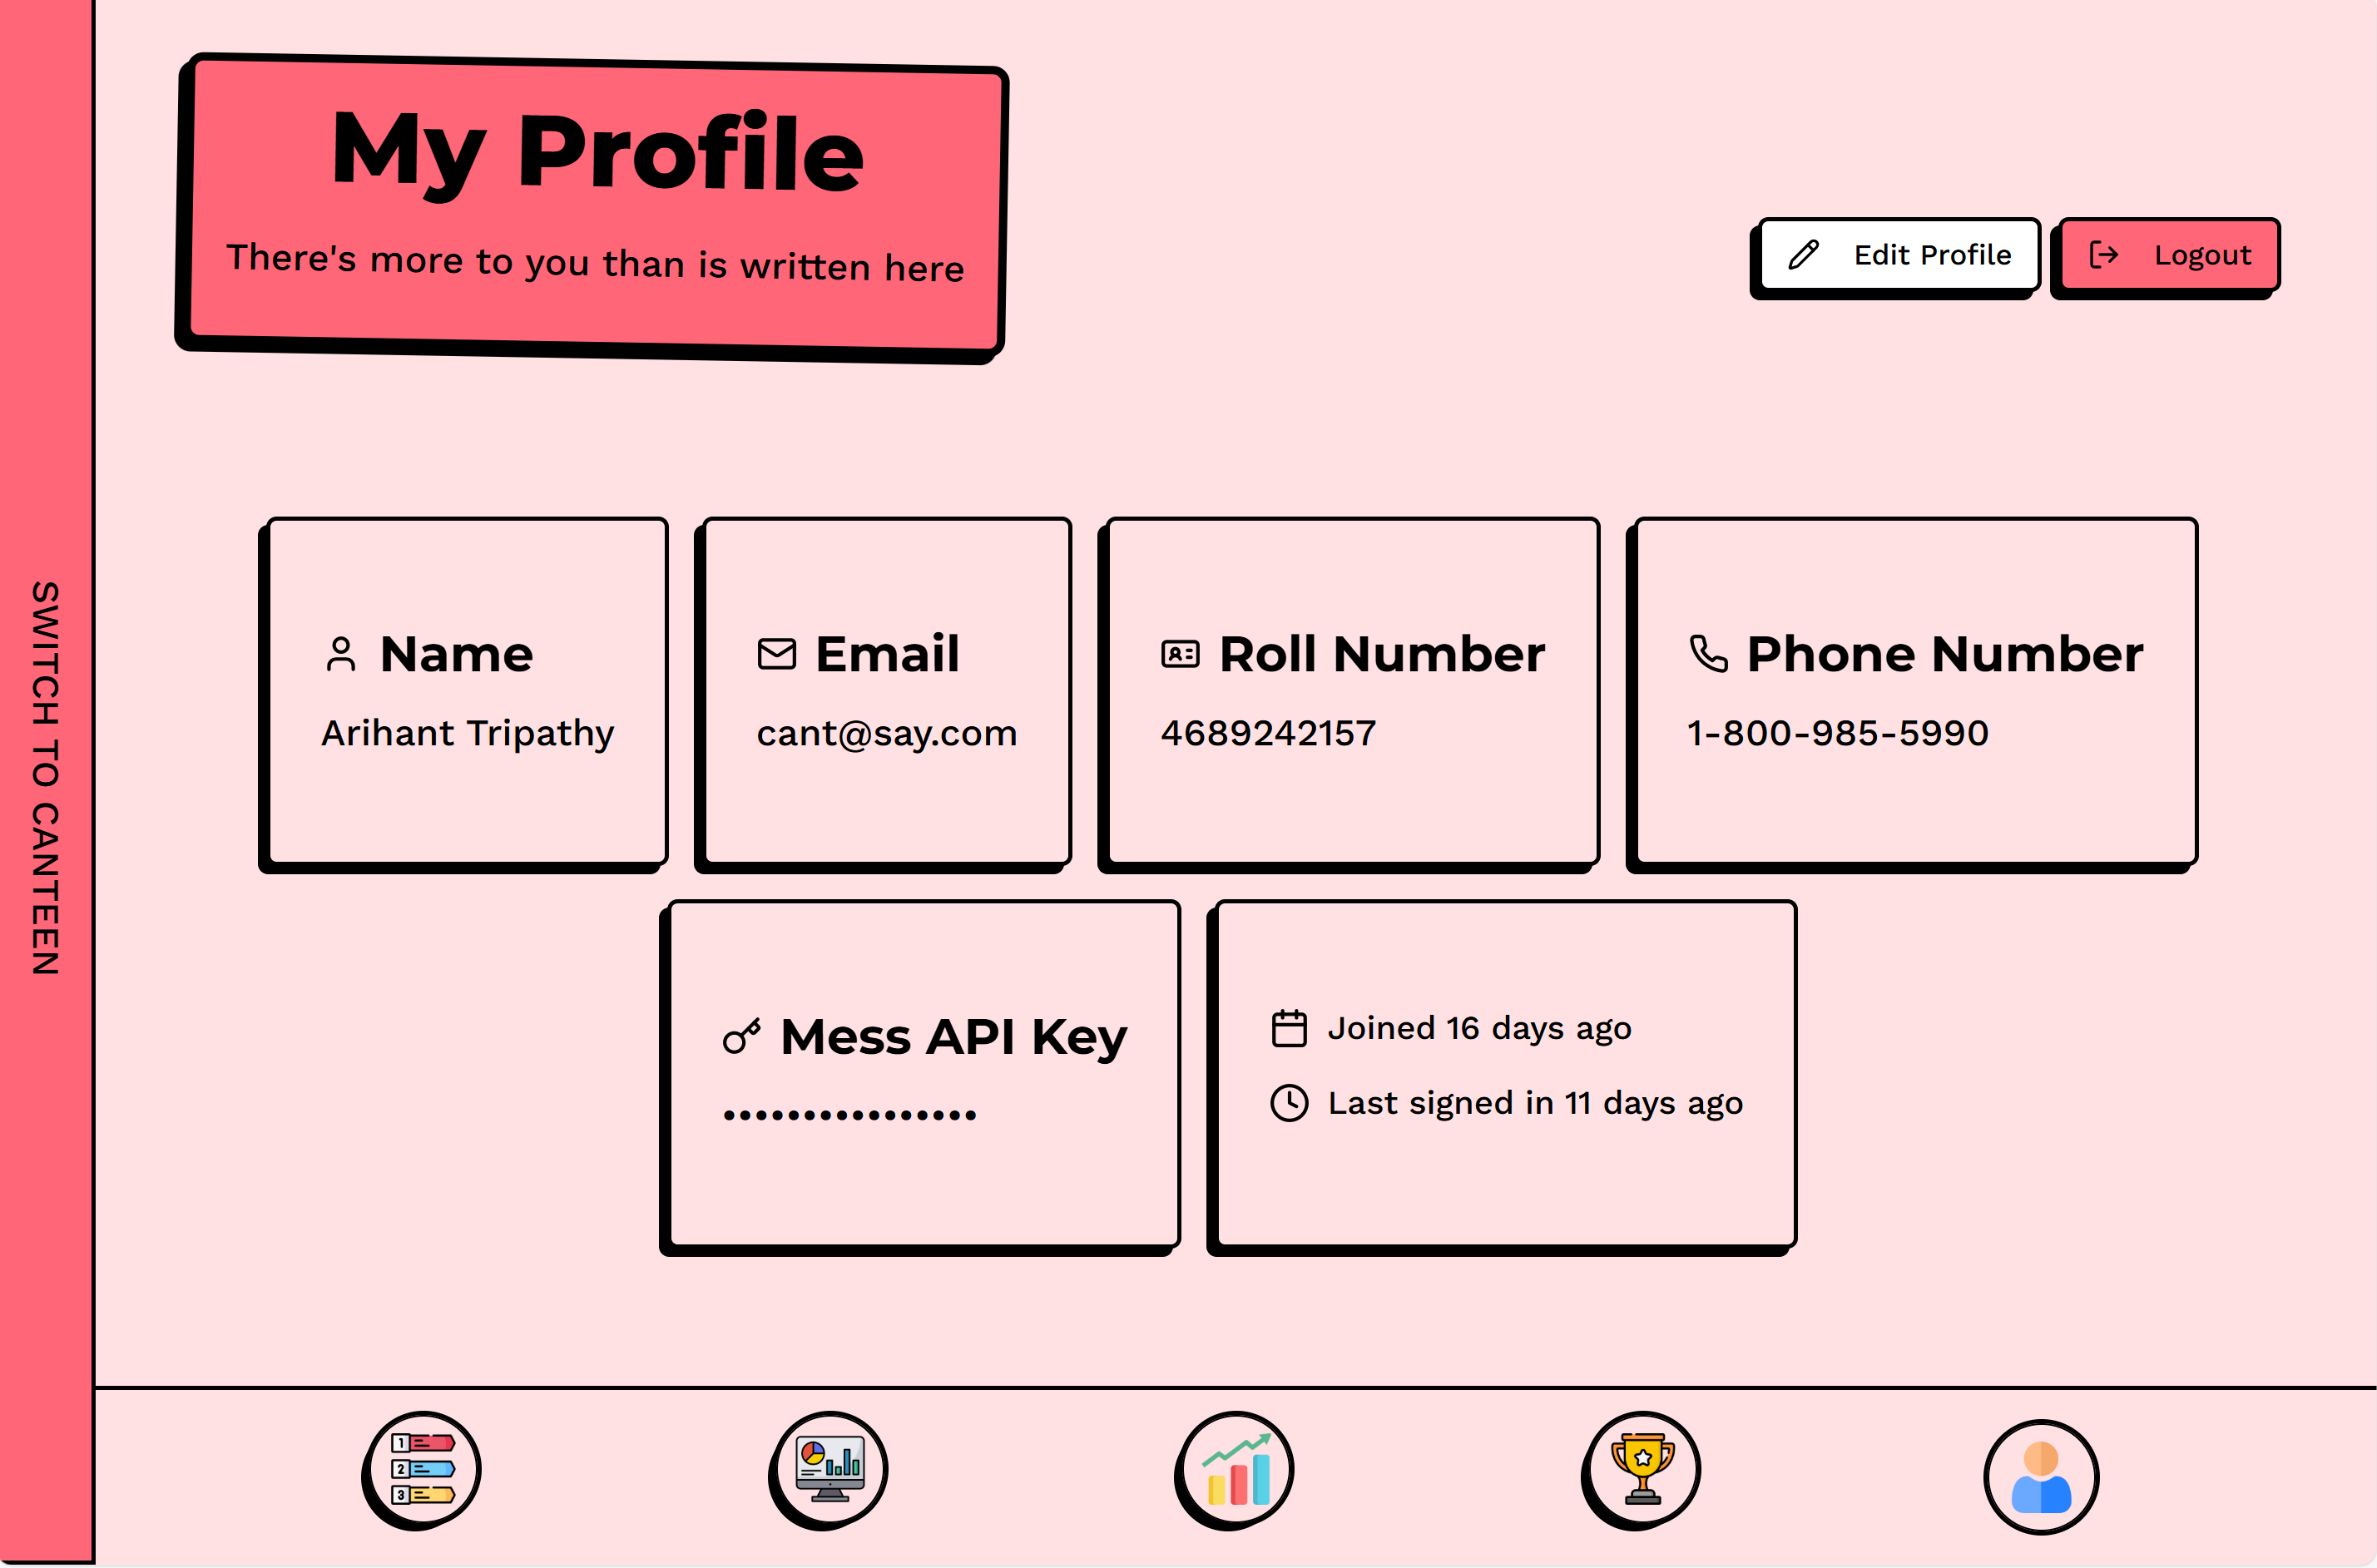 My Profile
There's more to you than is written here
Edit Profile
Logout
SWITCH TO CANTEEN
Name
Arihant Tripathy
Email
cant@say.com
Roll Number
4689242157
Phone Number
1-800-985-5990
Mess API Key
••••••••••••••••
Joined 16 days ago
Last signed in 11 days ago
1
2
3